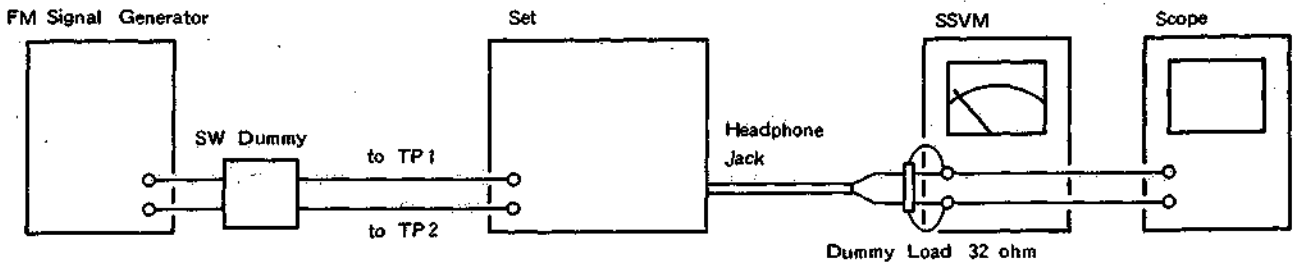 FM Signal Generator
Set
SSVM
Scope
SW Dummy
to TP1
to TP2
Headphone
Jack
Dummy Load 32 ohm